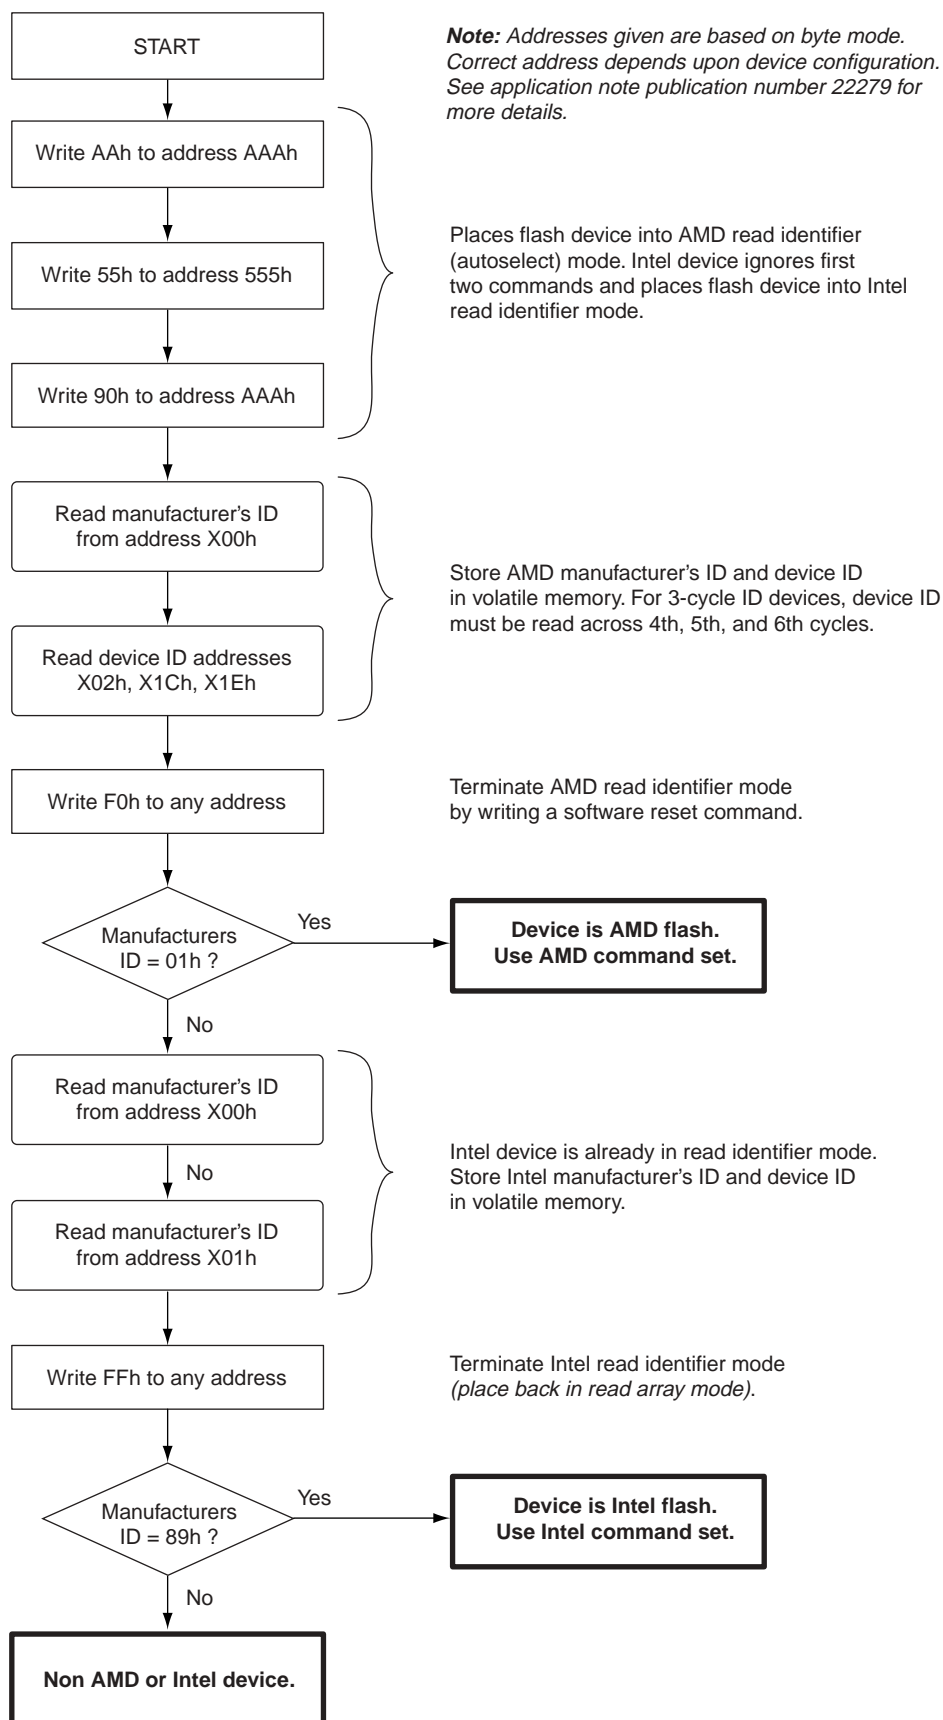 START
Note: Addresses given are based on byte mode.
Correct address depends upon device configuration.
See application note publication number 22279 for
more details.
Write AAh to address AAAh
Write 55h to address 555h
Places flash device into AMD read identifier
(autoselect) mode. Intel device ignores first
two commands and places flash device into Intel
read identifier mode.
Write 90h to address AAAh
Read manufacturer's ID
from address X00h
Store AMD manufacturer's ID and device ID
in volatile memory. For 3-cycle ID devices, device ID
must be read across 4th, 5th, and 6th cycles.
Read device ID addresses
X02h, X1Ch, X1Eh
Write F0h to any address
Terminate AMD read identifier mode
by writing a software reset command.
Manufacturers
ID = 01h ?
Yes
Device is AMD flash.
Use AMD command set.
No
Read manufacturer's ID
from address X00h
No
Intel device is already in read identifier mode.
Store Intel manufacturer's ID and device ID
in volatile memory.
Read manufacturer's ID
from address X01h
Write FFh to any address
Terminate Intel read identifier mode
(place back in read array mode).
Manufacturers
ID = 89h ?
Yes
Device is Intel flash.
Use Intel command set.
No
Non AMD or Intel device.